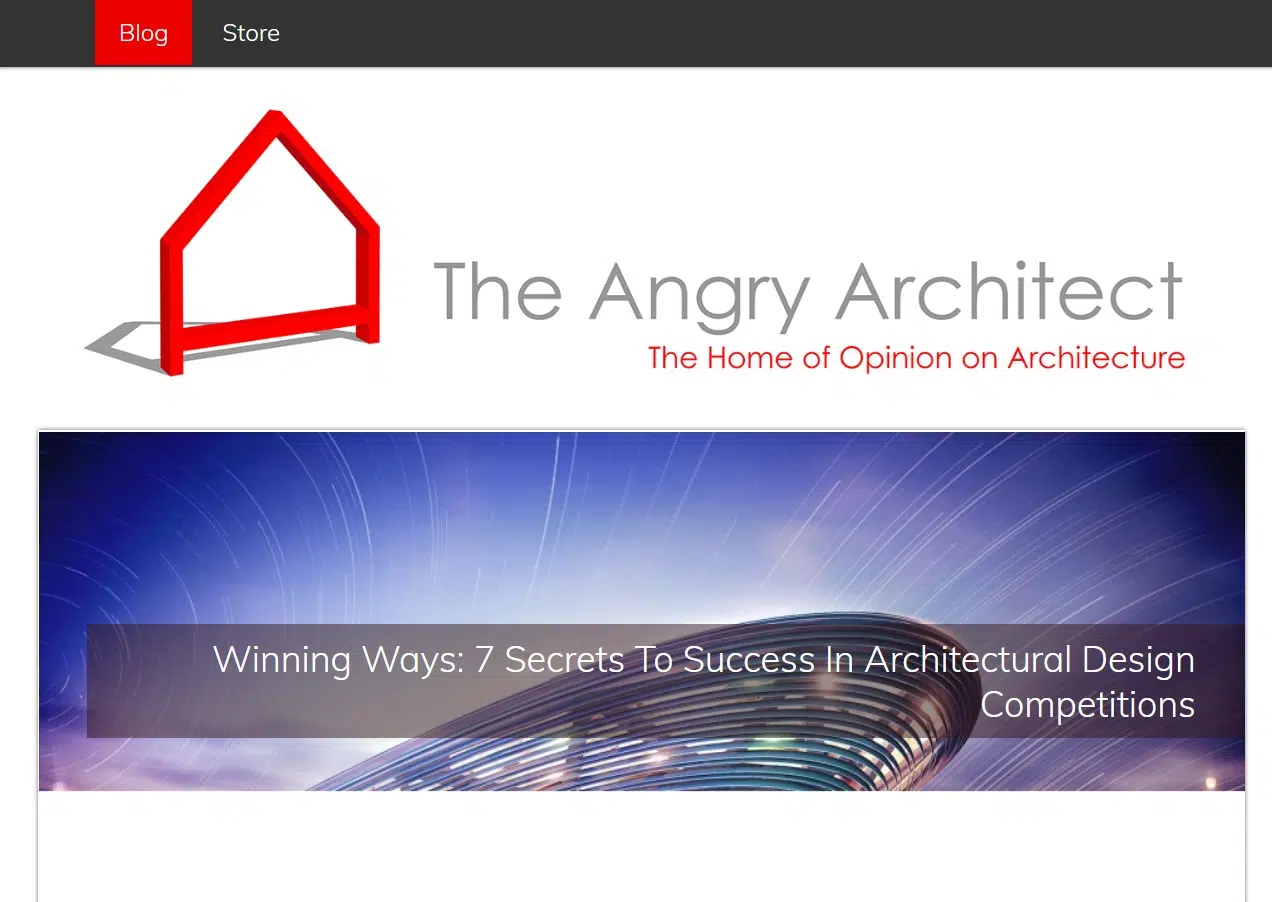 Blog Store
The Angry Architect
The Home of Opinion on Architecture
Winning Ways: 7 Secrets To Success In Architectural Design
Competitions